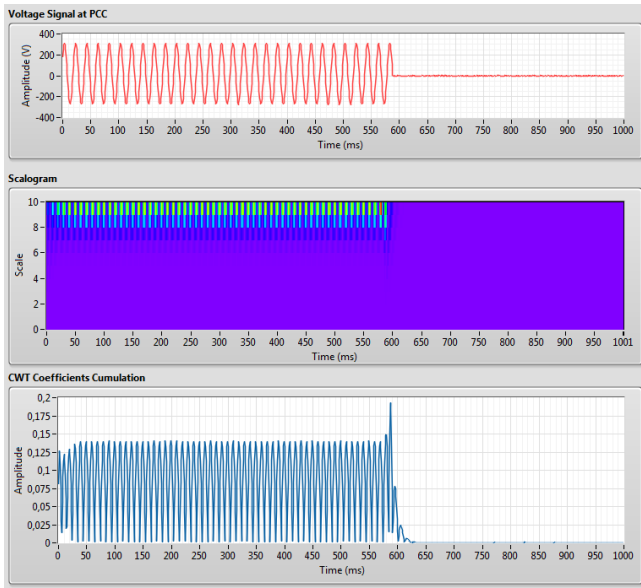 Voltage Signal at PCC
Amplitude (V)
400
200
0
-200
-400
0 50 100 150 200 250 300 350 400 450 500 550 600 650 700 750 800 850 900 950 1000
Time (ms)
Scalogram
Scale
10
8
6
4
2
0
0 50 100 150 200 250 300 350 400 450 500 550 600 650 700 750 800 850 900 950 1001
Time (ms)
CWT Coefficients Cumulation
Amplitude
0,2
0,175
0,15
0,125
0,1
0,075
0,05
0,025
0
0 50 100 150 200 250 300 350 400 450 500 550 600 650 700 750 800 850 900 950 1000
Time (ms)